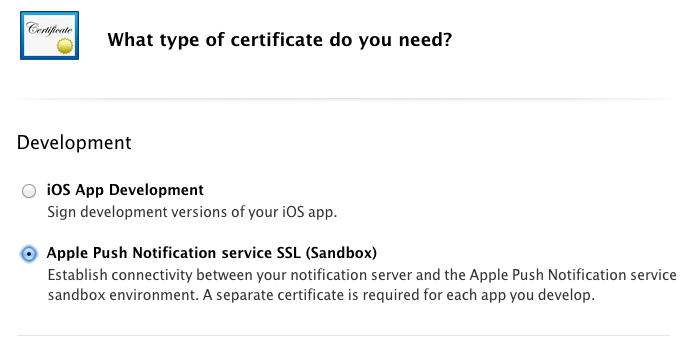 Certificate
What type of certificate do you need?
Development
iOS App Development
Sign development versions of your iOS app.
Apple Push Notification service SSL (Sandbox)
Establish connectivity between your notification server and the Apple Push Notification service
sandbox environment. A separate certificate is required for each app you develop.